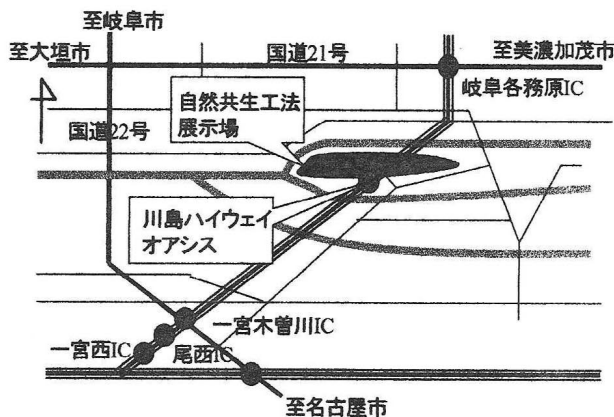 至岐阜市
至大垣市
国道21号
至美濃加茂市
岐阜各務原IC
自然共生工法
展示場
国道22号
川島ハイウェイ
オアシス
一宮木曽川IC
一宮西IC
尾西IC
至名古屋市